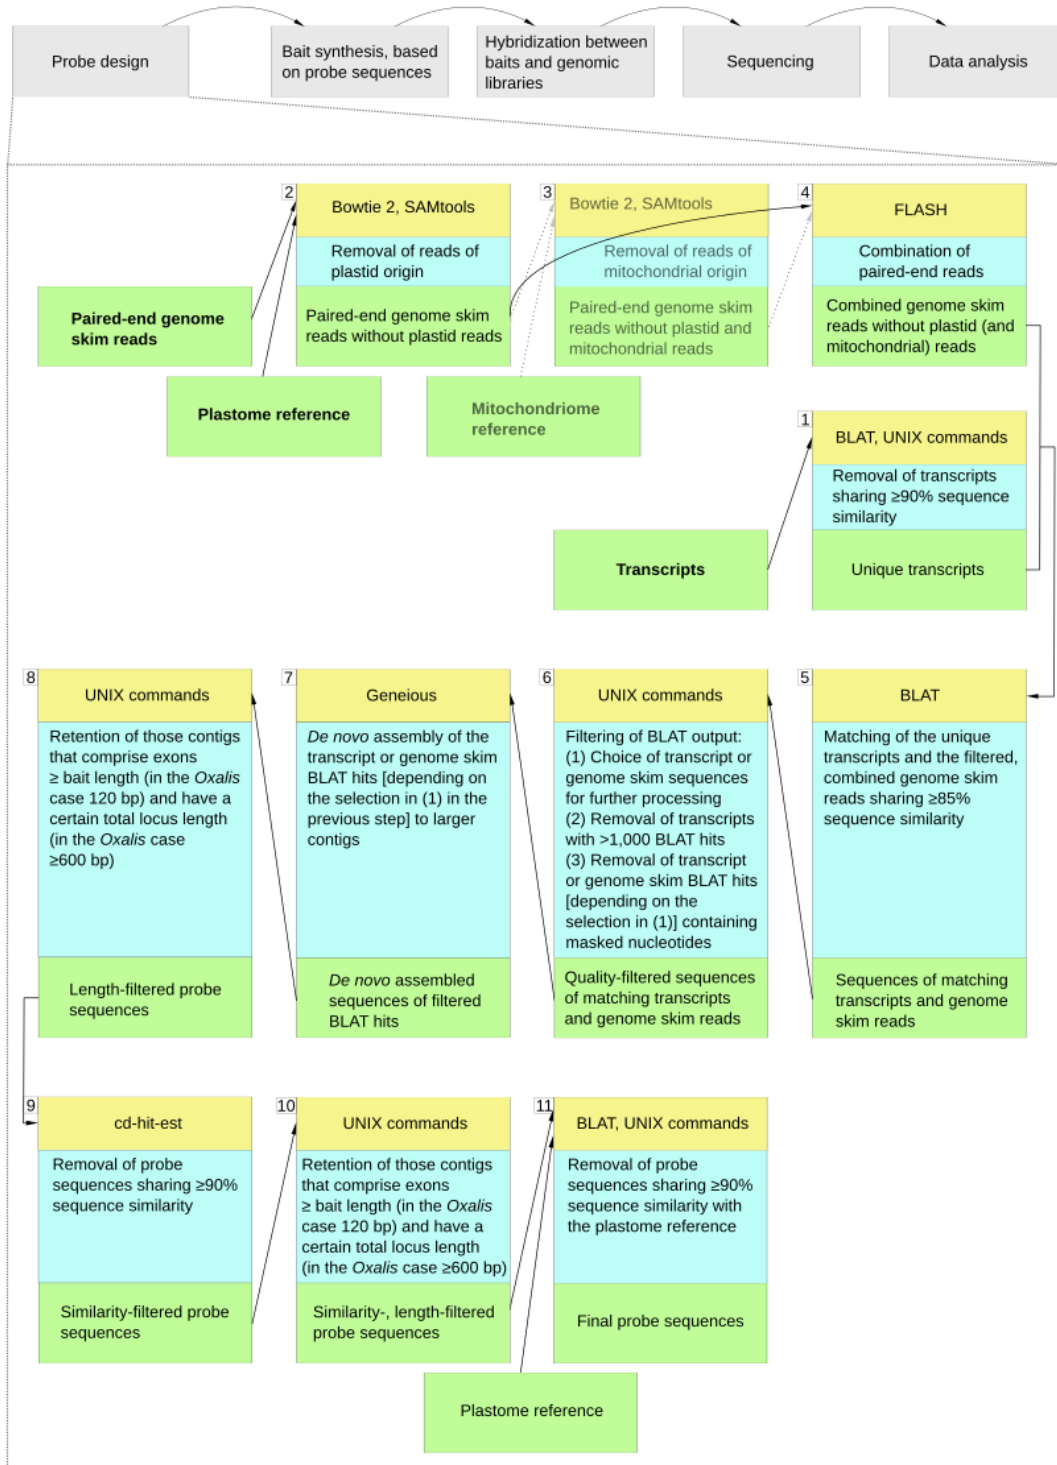 Probe design
Bait synthesis, based
on probe sequences
Hybridization between
baits and genomic
libraries
Sequencing
Data analysis
2
Bowtie 2, SAMtools
Removal of reads of
plastid origin
Paired-end genome skim
reads without plastid reads
3
Bowtie 2, SAMtools
Removal of reads of
mitochondrial origin
Paired-end genome skim
reads without plastid and
mitochondrial reads
4
FLASH
Combination of
paired-end reads
Combined genome skim
reads without plastid (and
mitochondrial) reads
Paired-end genome
skim reads
Plastome reference
Mitochondriome
reference
1
BLAT, UNIX commands
Removal of transcripts
sharing ≥90% sequence
similarity
Unique transcripts
Transcripts
8
UNIX commands
Retention of those contigs
that comprise exons
≥ bait length (in the Oxalis
case 120 bp) and have a
certain total locus length
(in the Oxalis case
≥600 bp)
Length-filtered probe
sequences
7
Geneious
De novo assembly of the
transcript or genome skim
BLAT hits [depending on
the selection in (1) in the
previous step] to larger
contigs
De novo assembled
sequences of filtered
BLAT hits
6
UNIX commands
Filtering of BLAT output:
(1) Choice of transcript or
genome skim sequences
for further processing
(2) Removal of transcripts
with >1,000 BLAT hits
(3) Removal of transcript
or genome skim BLAT hits
[depending on the
selection in (1)] containing
masked nucleotides
Quality-filtered sequences
of matching transcripts
and genome skim reads
5
BLAT
Matching of the unique
transcripts and the filtered,
combined genome skim
reads sharing ≥85%
sequence similarity
Sequences of matching
transcripts and genome
skim reads
9
cd-hit-est
Removal of probe
sequences sharing ≥90%
sequence similarity
Similarity-filtered probe
sequences
10
UNIX commands
Retention of those contigs
that comprise exons
≥ bait length (in the Oxalis
case 120 bp) and have a
certain total locus length
(in the Oxalis case ≥600 bp)
Similarity-, length-filtered
probe sequences
11
BLAT, UNIX commands
Removal of probe
sequences sharing ≥90%
sequence similarity with
the plastome reference
Final probe sequences
Plastome reference